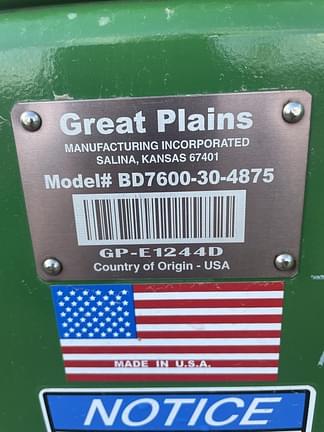 Great Plains
MANUFACTURING INCORPORATED
SALINA, KANSAS 67401
Model# BD7600-30-4875
GP-E1244D
Country of Origin - USA
MADE IN U.S.A.
NOTICE